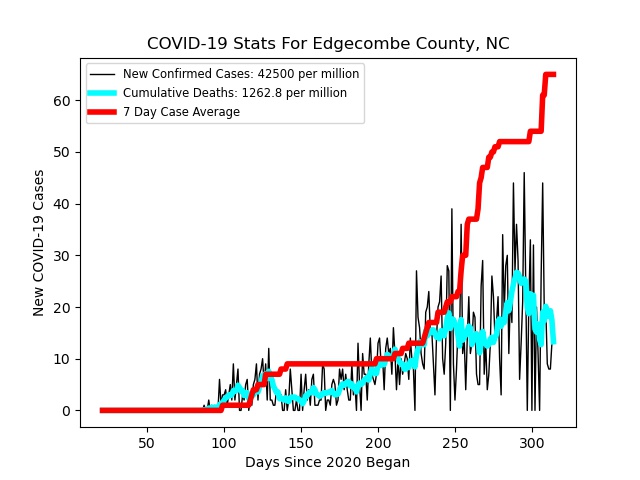 COVID-19 Stats For Edgecombe County, NC
New Confirmed Cases: 42500 per million
Cumulative Deaths: 1262.8 per million
7 Day Case Average
60
50
40
30
20
10
0
New COVID-19 Cases
50 100 150 200 250 300
Days Since 2020 Began